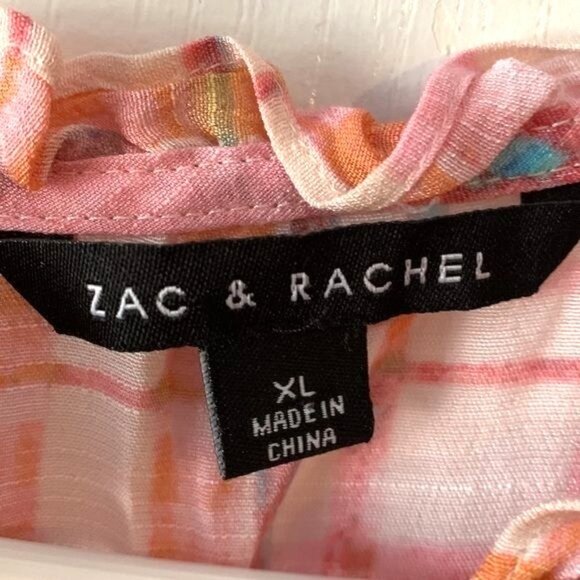 ZAC & RACHEL
XL
MADE IN
CHINA